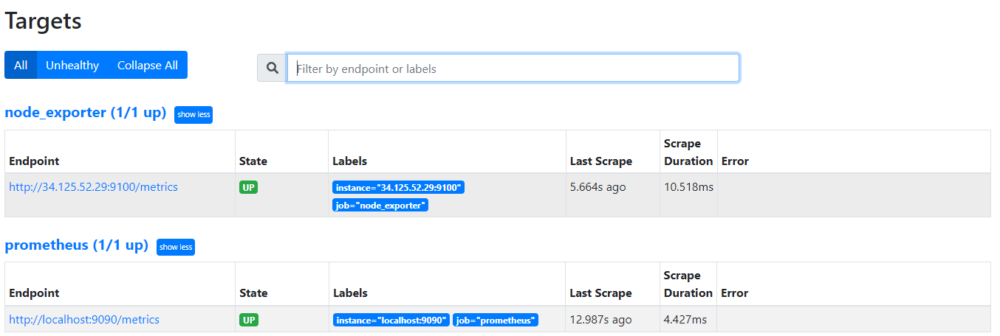 Targets
All Unhealthy Collapse All Filter by endpoint or labels
node_exporter (1/1 up) show less
Endpoint State Labels Last Scrape Scrape Duration Error
http://34.125.52.29:9100/metrics UP instance="34.125.52.29:9100" 5.664s ago 10.518ms
job="node_exporter"
prometheus (1/1 up) show less
Endpoint State Labels Last Scrape Scrape Duration Error
http://localhost:9090/metrics UP instance="localhost:9090" job="prometheus" 12.987s ago 4.427ms